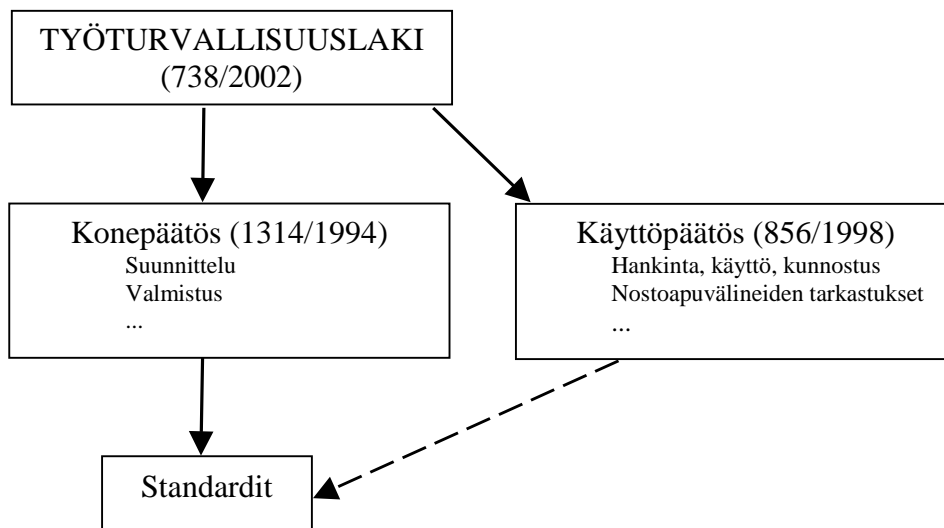 TYÖTURVALLISUUSLAKI
(738/2002)
Konepäätös (1314/1994)
Suunnittelu
Valmistus
...
Käyttöpäätös (856/1998)
Hankinta, käyttö, kunnostus
Nostoapuvälineiden tarkastukset
...
Standardit